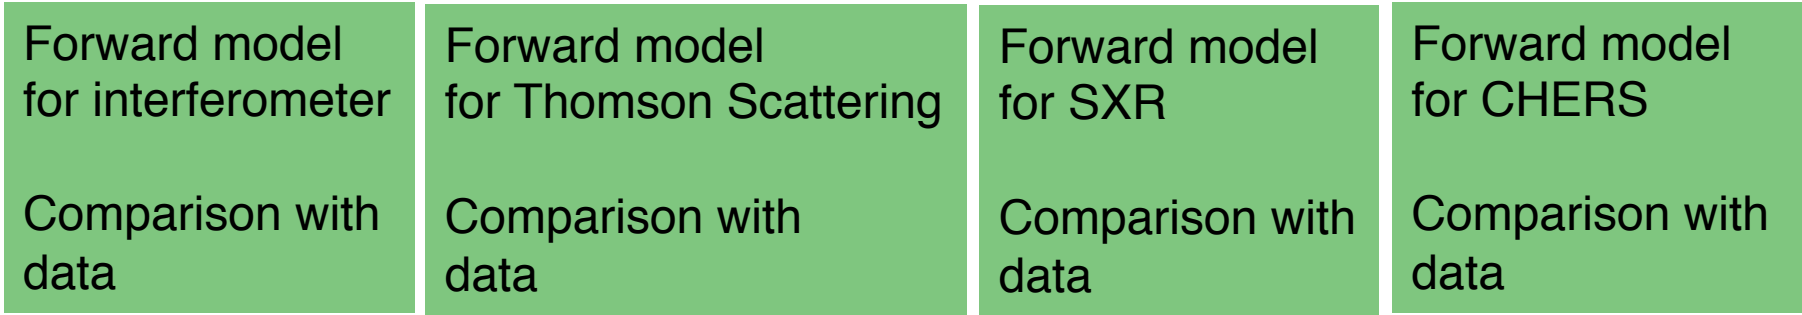 Forward model
for interferometer
Comparison with
data
Forward model
for Thomson Scattering
Comparison with
data
Forward model
for SXR
Comparison with
data
Forward model
for CHERS
Comparison with
data